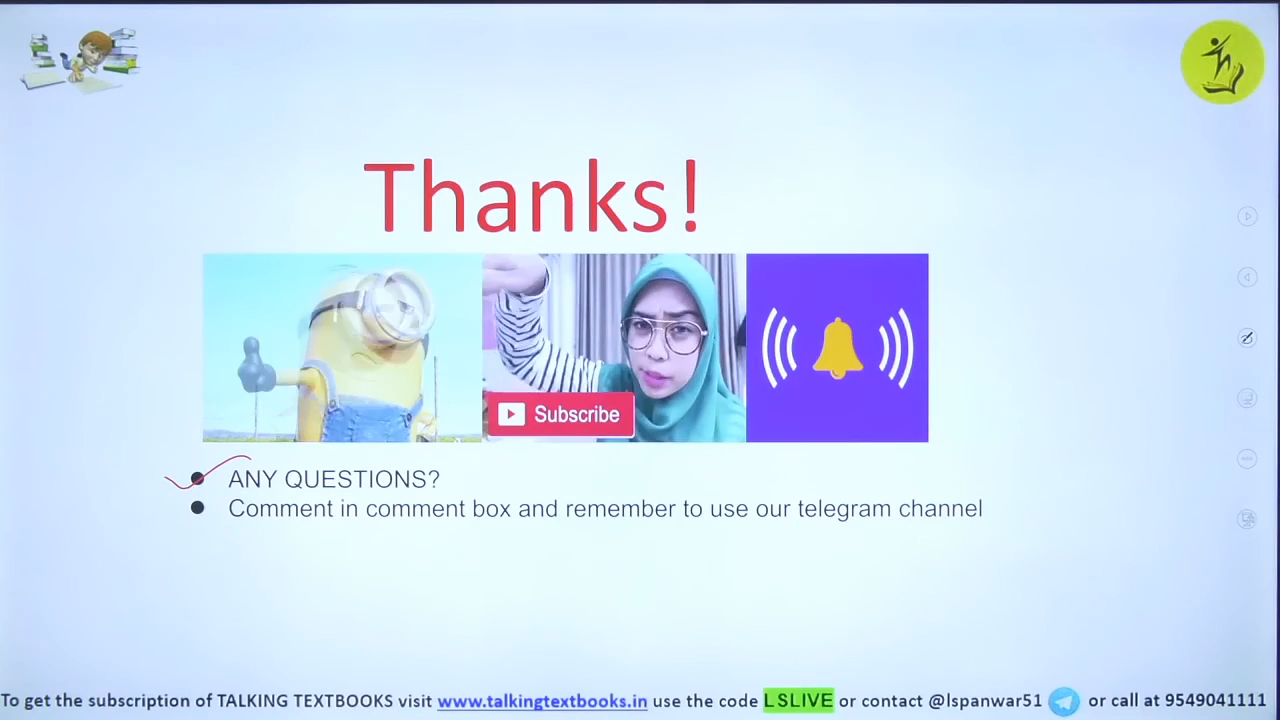 Thanks!
Subscribe
ANY QUESTIONS?
Comment in comment box and remember to use our telegram channel
To get the subscription of TALKING TEXTBOOKS visit www.talkingtextbooks.in use the code LSLIVE or contact @lspanwar51 or call at 9549041111